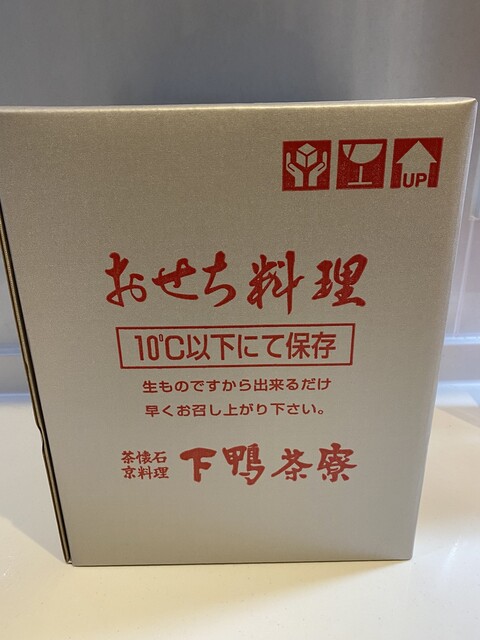 UP
おせち料理
10℃以下にて保存
生ものですから出来るだけ
早くお召し上がり下さい。
茶懐石
京料理
下鴨茶寮